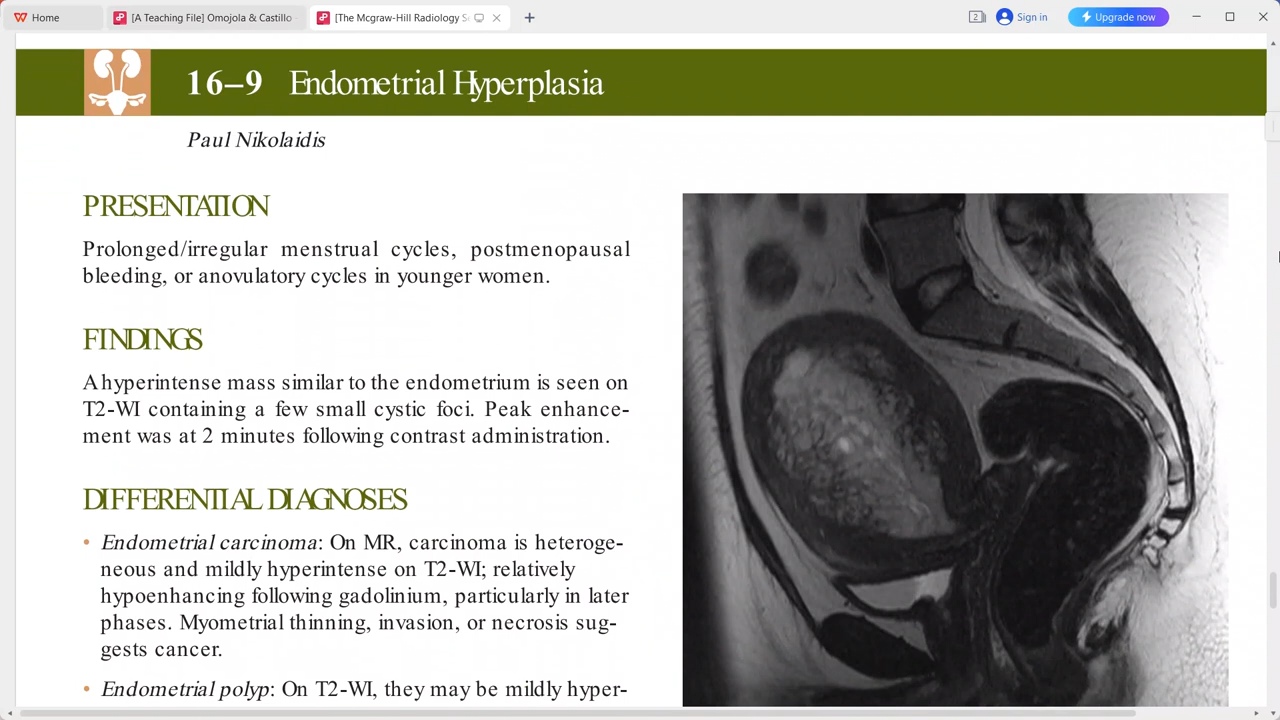 Home
[A Teaching File] Omojola & Castillo
[The Mcgraw-Hill Radiology S
2
Sign in
Upgrade now
16–9 Endometrial Hyperplasia
Paul Nikolaidis
PRESENTATION
Prolonged/irregular menstrual cycles, postmenopausal
bleeding, or anovulatory cycles in younger women.
FINDINGS
A hyperintense mass similar to the endometrium is seen on
T2-WI containing a few small cystic foci. Peak enhance-
ment was at 2 minutes following contrast administration.
DIFFERENTIAL DIAGNOSES
• Endometrial carcinoma: On MR, carcinoma is heteroge-
neous and mildly hyperintense on T2-WI; relatively
hypoenhancing following gadolinium, particularly in later
phases. Myometrial thinning, invasion, or necrosis sug-
gests cancer.
• Endometrial polyp: On T2-WI, they may be mildly hyper-